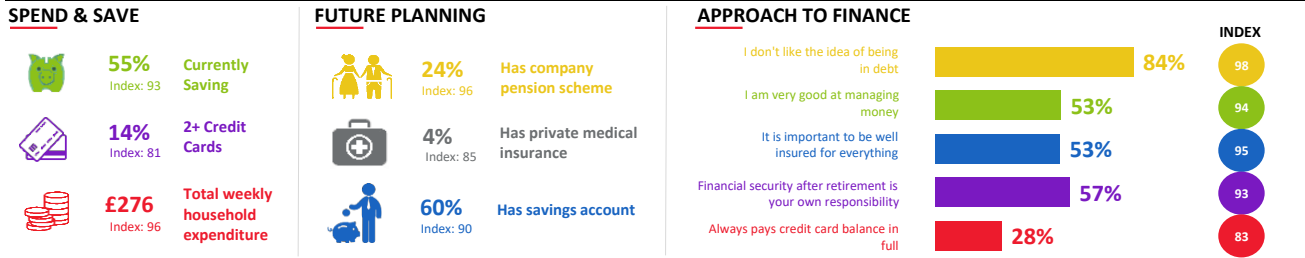 SPEND & SAVE
55%
Index: 93
Currently
Saving
14%
Index: 81
2+ Credit
Cards
£276
Index: 96
Total weekly
household
expenditure
FUTURE PLANNING
24%
Index: 96
Has company
pension scheme
4%
Index: 85
Has private medical
insurance
60%
Index: 90
Has savings account
APPROACH TO FINANCE
INDEX
I don't like the idea of being
in debt
84%
98
I am very good at managing
money
53%
94
It is important to be well
insured for everything
53%
95
Financial security after retirement is
your own responsibility
57%
93
Always pays credit card balance in
full
28%
83